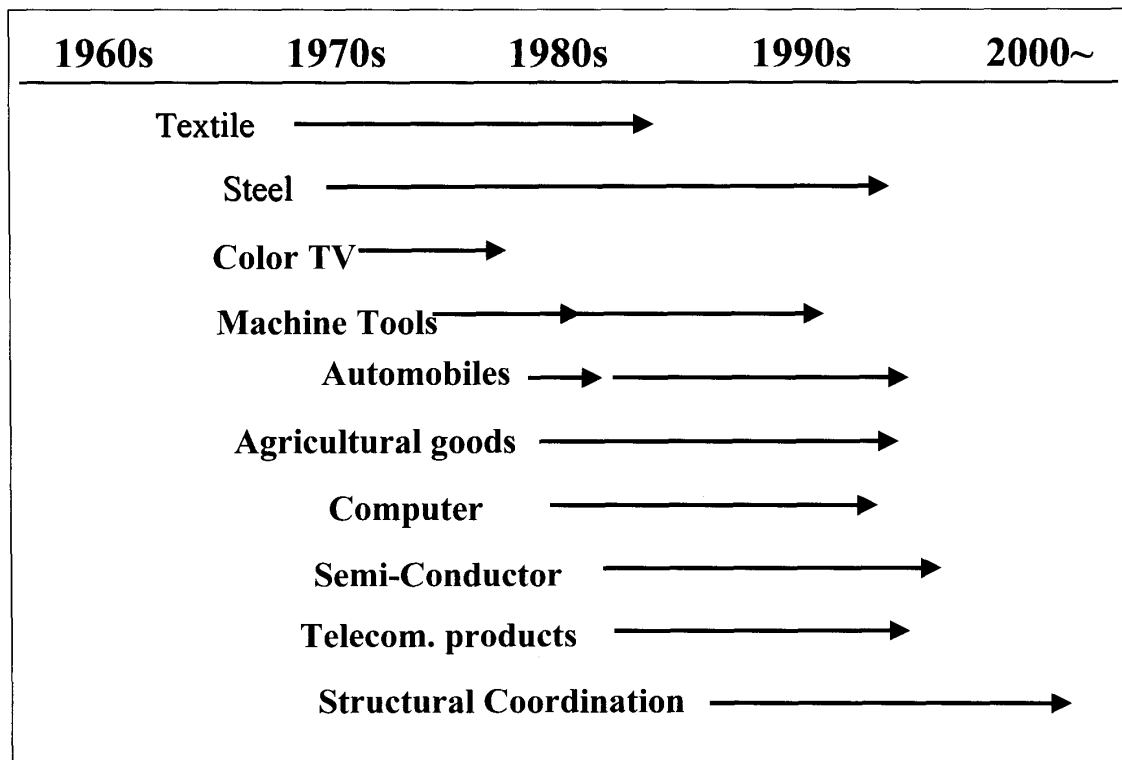 1960s 1970s 1980s 1990s 2000~
Textile
Steel
Color TV
Machine Tools
Automobiles
Agricultural goods
Computer
Semi-Conductor
Telecom. products
Structural Coordination